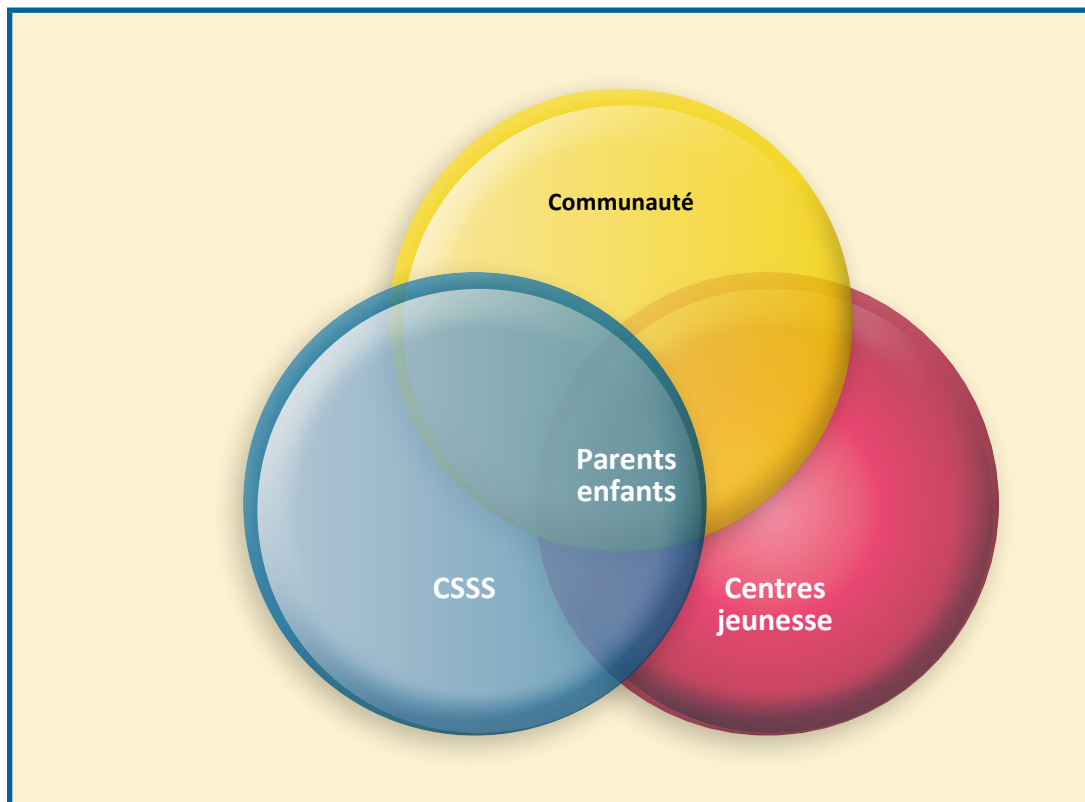 Communauté
Parents
enfants
CSSS
Centres
jeunesse